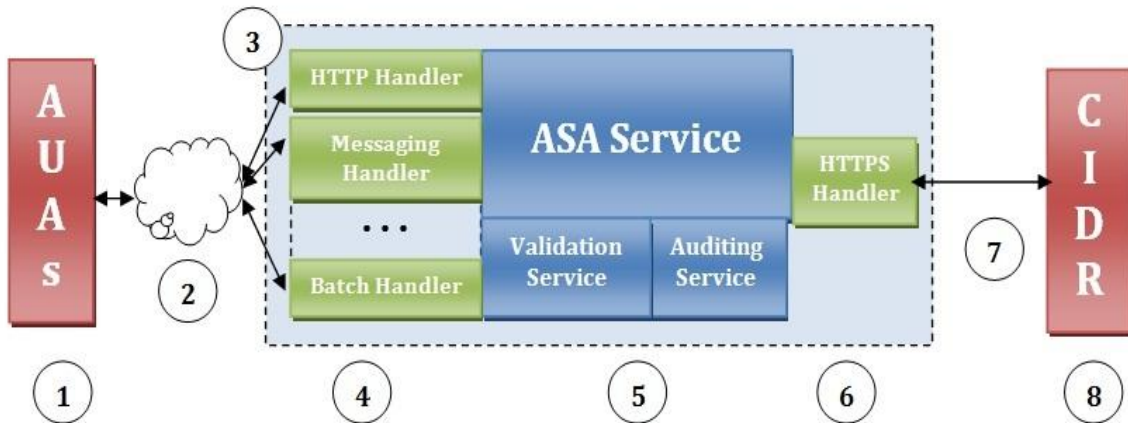 3
HTTP Handler
Messaging
Handler
...
Batch Handler
A
U
A
s
ASA Service
Validation
Service
Auditing
Service
HTTPS
Handler
C
I
D
R
2
7
1
4
5
6
8